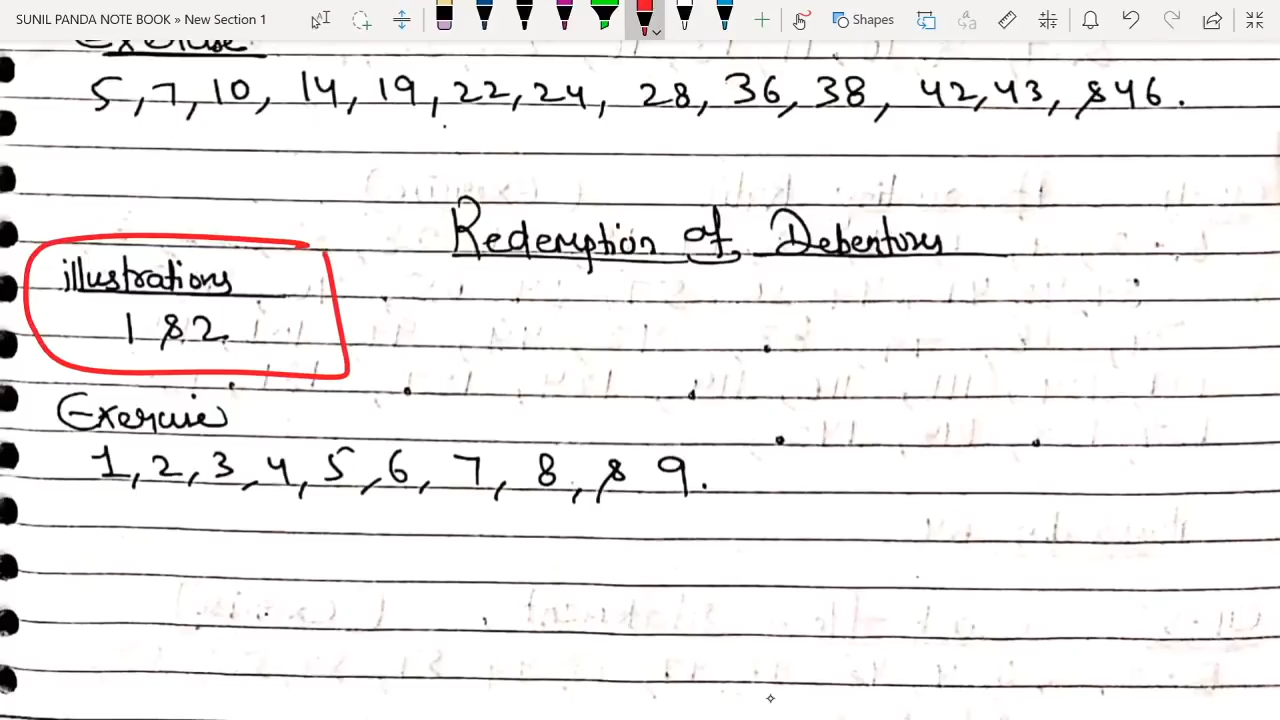 SUNIL PANDA NOTE BOOK » New Section 1
Shapes
Exercise
5, 7, 10, 14, 19, 22, 24, 28, 36, 38, 42, 43, & 46.
Redemption of Debentures
illustrations
1 & 2.
Exercise
1, 2, 3, 4, 5, 6, 7, 8, & 9.